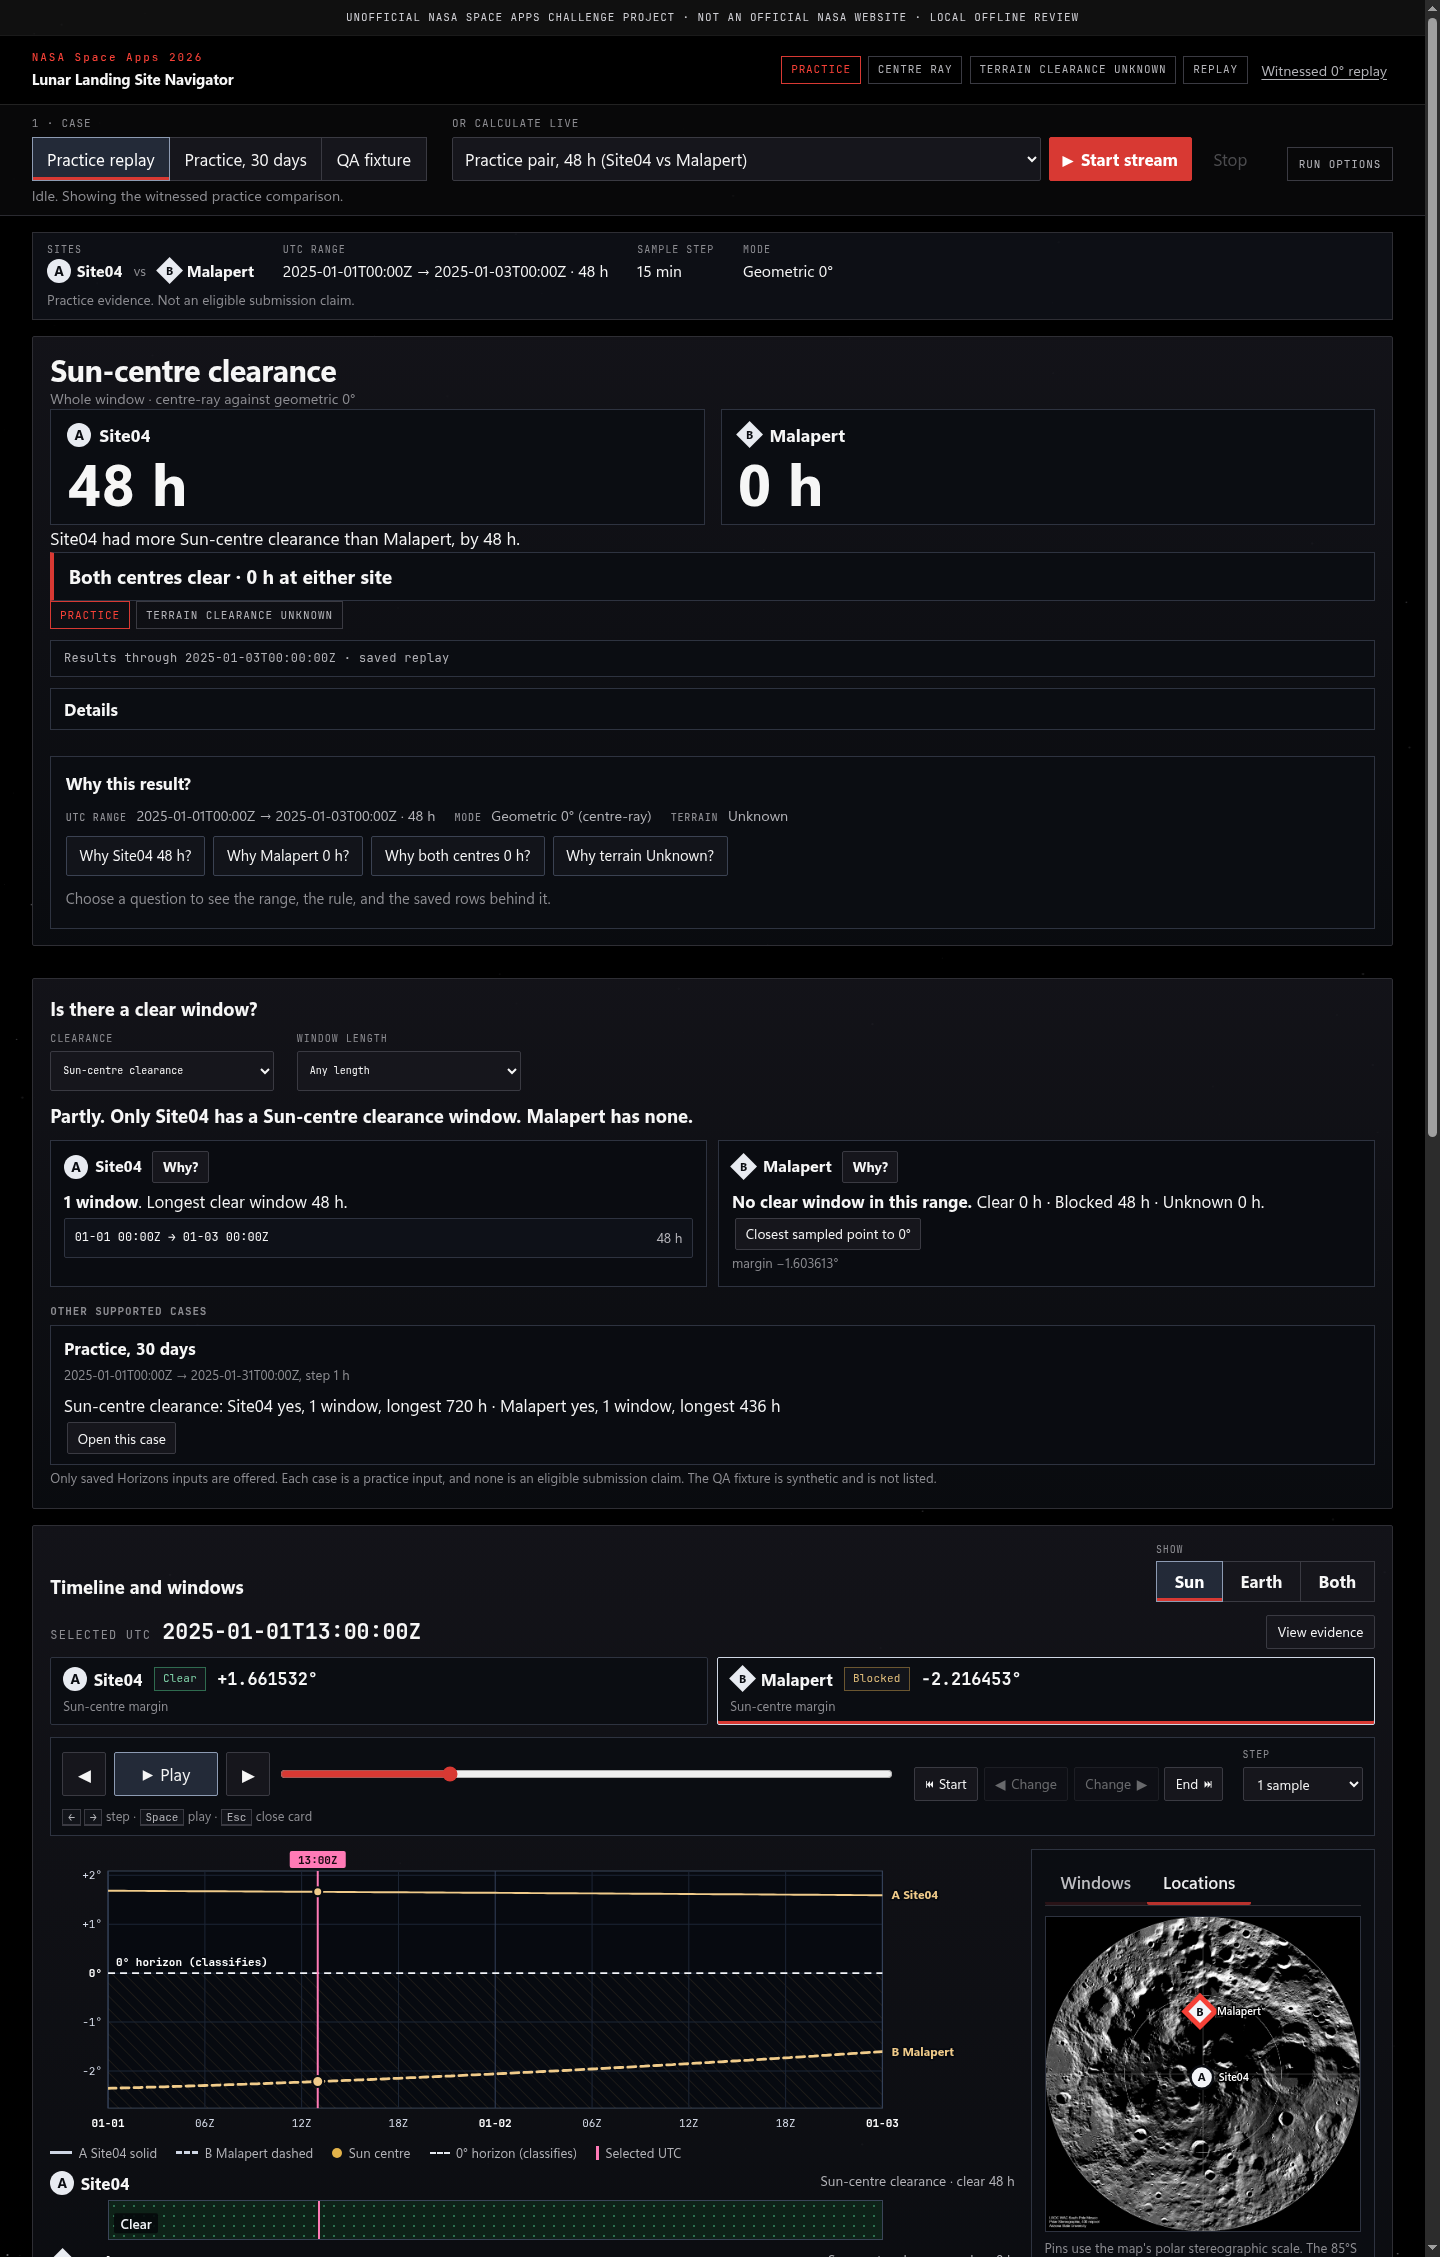 UNOFFICIAL NASA SPACE APPS CHALLENGE PROJECT · NOT AN OFFICIAL NASA WEBSITE · LOCAL OFFLINE REVIEW
NASA Space Apps 2026
Lunar Landing Site Navigator
PRACTICE
CENTRE RAY
TERRAIN CLEARANCE UNKNOWN
REPLAY
Witnessed 0° replay
1 · CASE
OR CALCULATE LIVE
Practice replay
Practice, 30 days
QA fixture
Practice pair, 48 h (Site04 vs Malapert)
▶ Start stream
Stop
RUN OPTIONS
Idle. Showing the witnessed practice comparison.
SITES
UTC RANGE
SAMPLE STEP
MODE
A Site04 vs B Malapert
2025-01-01T00:00Z → 2025-01-03T00:00Z · 48 h
15 min
Geometric 0°
Practice evidence. Not an eligible submission claim.
Sun-centre clearance
Whole window · centre-ray against geometric 0°
A Site04
48 h
B Malapert
0 h
Site04 had more Sun-centre clearance than Malapert, by 48 h.
Both centres clear · 0 h at either site
PRACTICE
TERRAIN CLEARANCE UNKNOWN
Results through 2025-01-03T00:00:00Z · saved replay
Details
Why this result?
UTC RANGE 2025-01-01T00:00Z → 2025-01-03T00:00Z · 48 h MODE Geometric 0° (centre-ray) TERRAIN Unknown
Why Site04 48 h?
Why Malapert 0 h?
Why both centres 0 h?
Why terrain Unknown?
Choose a question to see the range, the rule, and the saved rows behind it.
Is there a clear window?
CLEARANCE
WINDOW LENGTH
Sun-centre clearance
Any length
Partly. Only Site04 has a Sun-centre clearance window. Malapert has none.
A Site04 Why?
1 window. Longest clear window 48 h.
01-01 00:00Z → 01-03 00:00Z 48 h
B Malapert Why?
No clear window in this range. Clear 0 h · Blocked 48 h · Unknown 0 h.
Closest sampled point to 0°
margin −1.603613°
OTHER SUPPORTED CASES
Practice, 30 days
2025-01-01T00:00Z → 2025-01-31T00:00Z, step 1 h
Sun-centre clearance: Site04 yes, 1 window, longest 720 h · Malapert yes, 1 window, longest 436 h
Open this case
Only saved Horizons inputs are offered. Each case is a practice input, and none is an eligible submission claim. The QA fixture is synthetic and is not listed.
Timeline and windows
SHOW
Sun
Earth
Both
SELECTED UTC 2025-01-01T13:00:00Z
View evidence
A Site04 Clear +1.661532°
Sun-centre margin
B Malapert Blocked -2.216453°
Sun-centre margin
◀
▶ Play
▶
⏮ Start
◀ Change
Change ▶
End ⏭
STEP
1 sample
← → step · Space play · Esc close card
13:00Z
+2°
+1°
0°
-1°
-2°
0° horizon (classifies)
A Site04
B Malapert
01-01
06Z
12Z
18Z
01-02
06Z
12Z
18Z
01-03
A Site04 solid
B Malapert dashed
Sun centre
0° horizon (classifies)
Selected UTC
A Site04
Sun-centre clearance · clear 48 h
Clear
Windows
Locations
B Malapert
A Site04
Pins use the map's polar stereographic scale. The 85°S